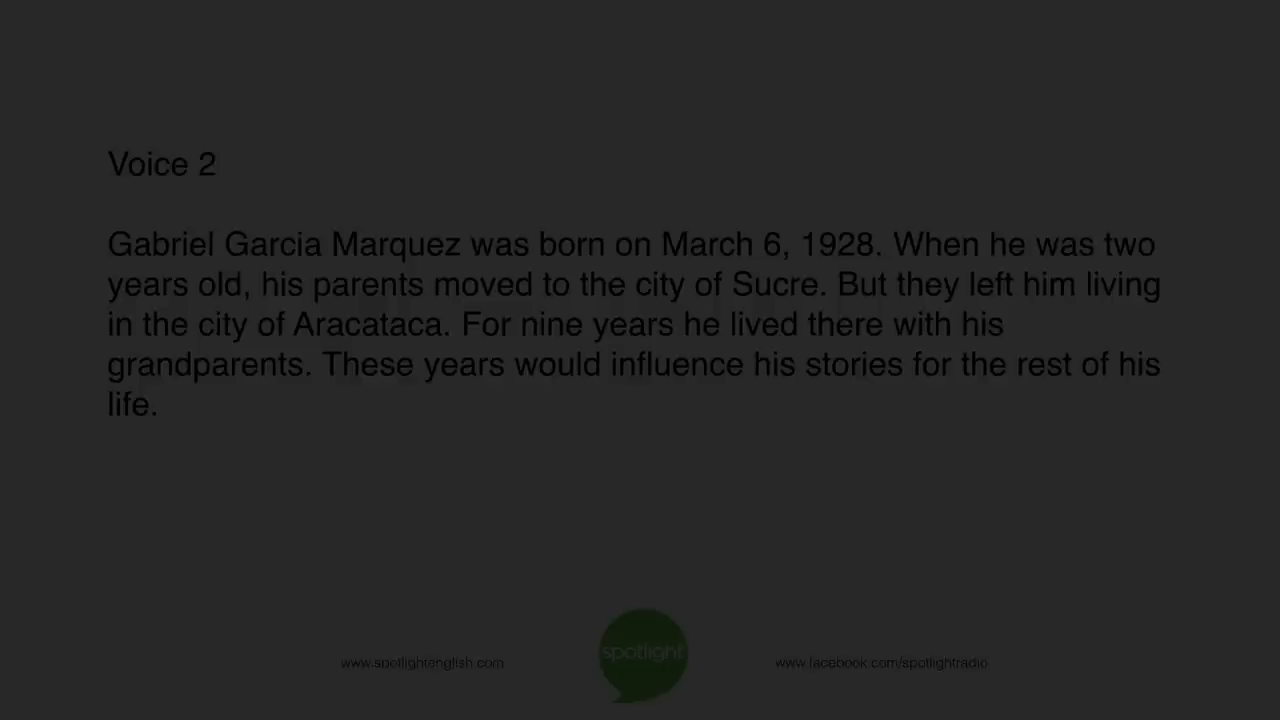 Voice 2
Gabriel Garcia Marquez was born on March 6, 1928. When he was two
years old, his parents moved to the city of Sucre. But they left him living
in the city of Aracataca. For nine years he lived there with his
grandparents. These years would influence his stories for the rest of his
life.
spotlight
www.spotlightenglish.com
www.facebook.com/spotlightradio